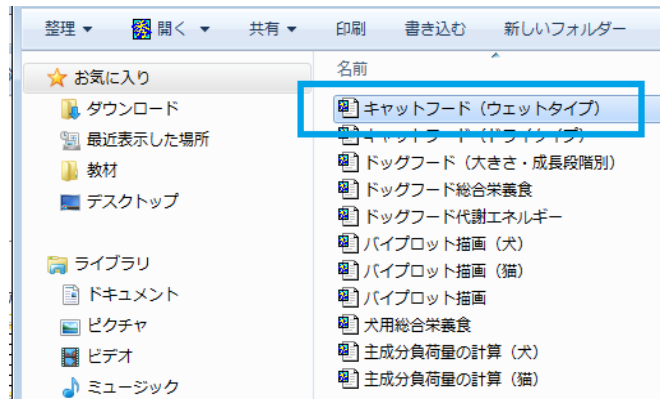 整理 ▼ 開く ▼ 共有 ▼ 印刷 書き込む 新しいフォルダー
お気に入り
ダウンロード
最近表示した場所
教材
デスクトップ
ライブラリ
ドキュメント
ピクチャ
ビデオ
ミュージック
名前
キャットフード（ウェットタイプ）
キャットフード（ドライタイプ）
ドッグフード（大きさ・成長段階別）
ドッグフード総合栄養食
ドッグフード代謝エネルギー
バイプロット描画（犬）
バイプロット描画（猫）
バイプロット描画
犬用総合栄養食
主成分負荷量の計算（犬）
主成分負荷量の計算（猫）